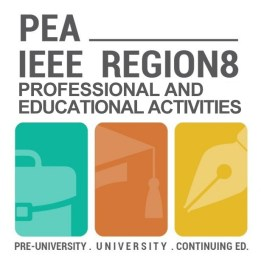 PEA
IEEE REGION8
PROFESSIONAL AND
EDUCATIONAL ACTIVITIES
PRE-UNIVERSITY . UNIVERSITY . CONTINUING ED.